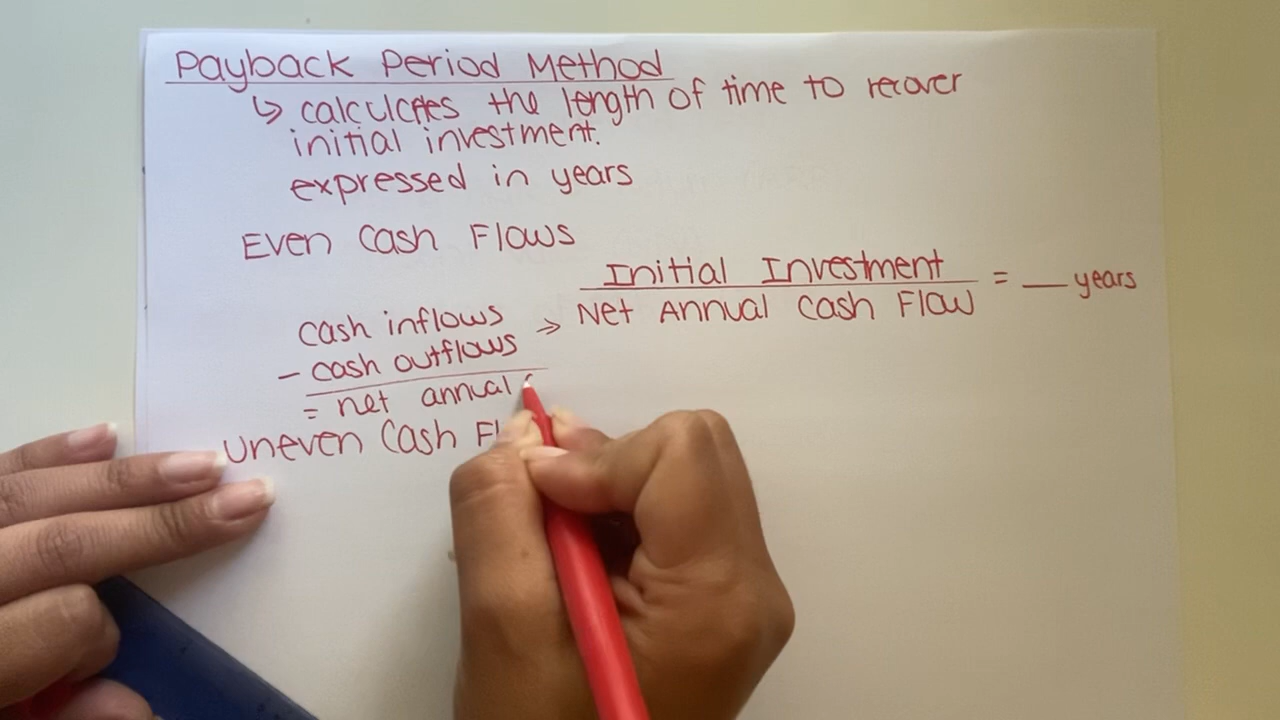 Payback Period Method
↳ calculates the length of time to recover
initial investment.
expressed in years
Even Cash Flows
Initial Investment
Net Annual Cash Flow
= __ years
cash inflows →
- cash outflows
= net annual
Uneven Cash